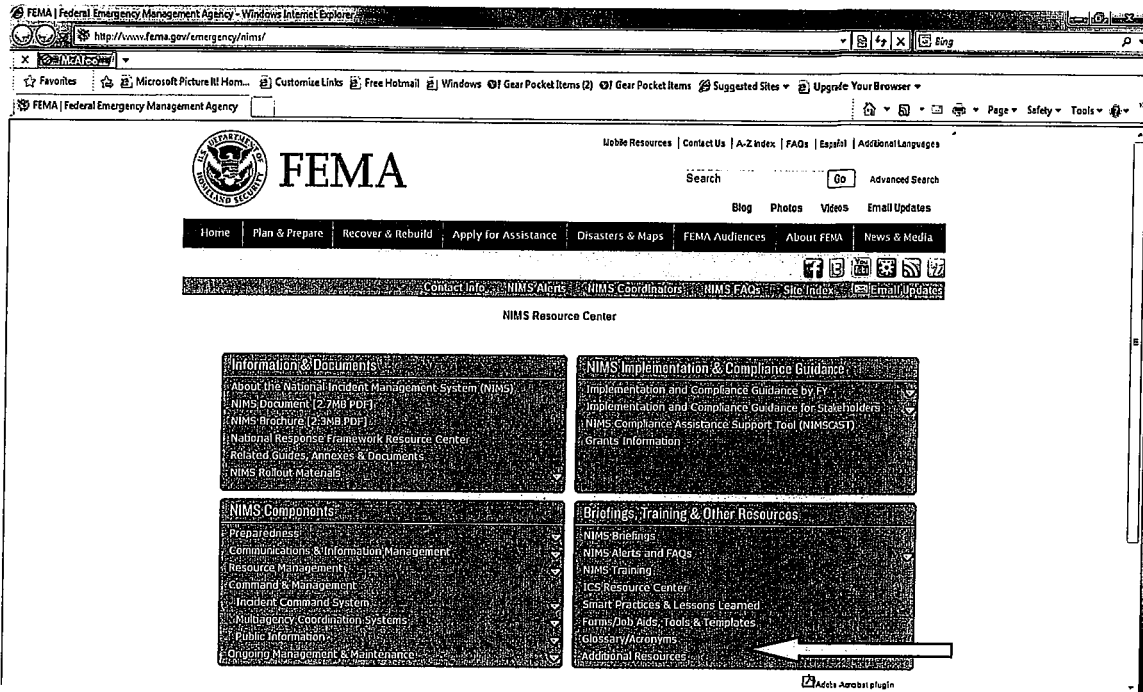 FEMA | Federal Emergency Management Agency - Windows Internet Explorer
http://www.fema.gov/emergency/nims/
Bing
X McAfee
Favorites Microsoft Picture It! Hom... Customize Links Free Hotmail Windows Gear Pocket Items (2) Gear Pocket Items Suggested Sites Upgrade Your Browser
FEMA | Federal Emergency Management Agency
Page Safety Tools
U.S. DEPARTMENT OF HOMELAND SECURITY
FEMA
Mobile Resources | Contact Us | A-Z Index | FAQs | Español | Additional Languages
Search Go Advanced Search
Blog Photos Videos Email Updates
Home Plan & Prepare Recover & Rebuild Apply for Assistance Disasters & Maps FEMA Audiences About FEMA News & Media
You Tube
Contact Info NIMS Alerts NIMS Coordinators NIMS FAQs Site Index Email Updates
NIMS Resource Center
Information & Documents
About the National Incident Management System (NIMS)
NIMS Document [2.7MB PDF]
NIMS Brochure [2.3MB PDF]
National Response Framework Resource Center
Related Guides, Annexes & Documents
NIMS Rollout Materials
NIMS Implementation & Compliance Guidance
Implementation and Compliance Guidance by FY
Implementation and Compliance Guidance for Stakeholders
NIMS Compliance Assistance Support Tool (NIMSCAST)
Grants Information
NIMS Components
Preparedness
Communications & Information Management
Resource Management
Command & Management
Incident Command System
Multiagency Coordination Systems
Public Information
Ongoing Management & Maintenance
Briefings, Training & Other Resources
NIMS Briefings
NIMS Alerts and FAQs
NIMS Training
ICS Resource Center
Smart Practices & Lessons Learned
Forms/Job Aids, Tools & Templates
Glossary/Acronyms
Additional Resources
Adobe Acrobat plugin